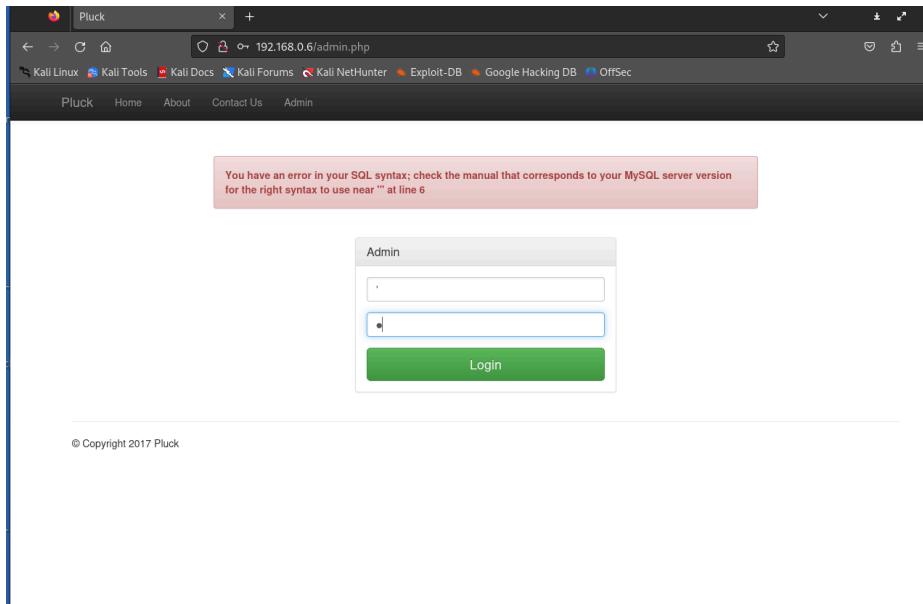 Pluck
192.168.0.6/admin.php
Kali Linux Kali Tools Kali Docs Kali Forums Kali NetHunter Exploit-DB Google Hacking DB OffSec
Pluck Home About Contact Us Admin
You have an error in your SQL syntax; check the manual that corresponds to your MySQL server version
for the right syntax to use near ''' at line 6
Admin
'
Login
© Copyright 2017 Pluck